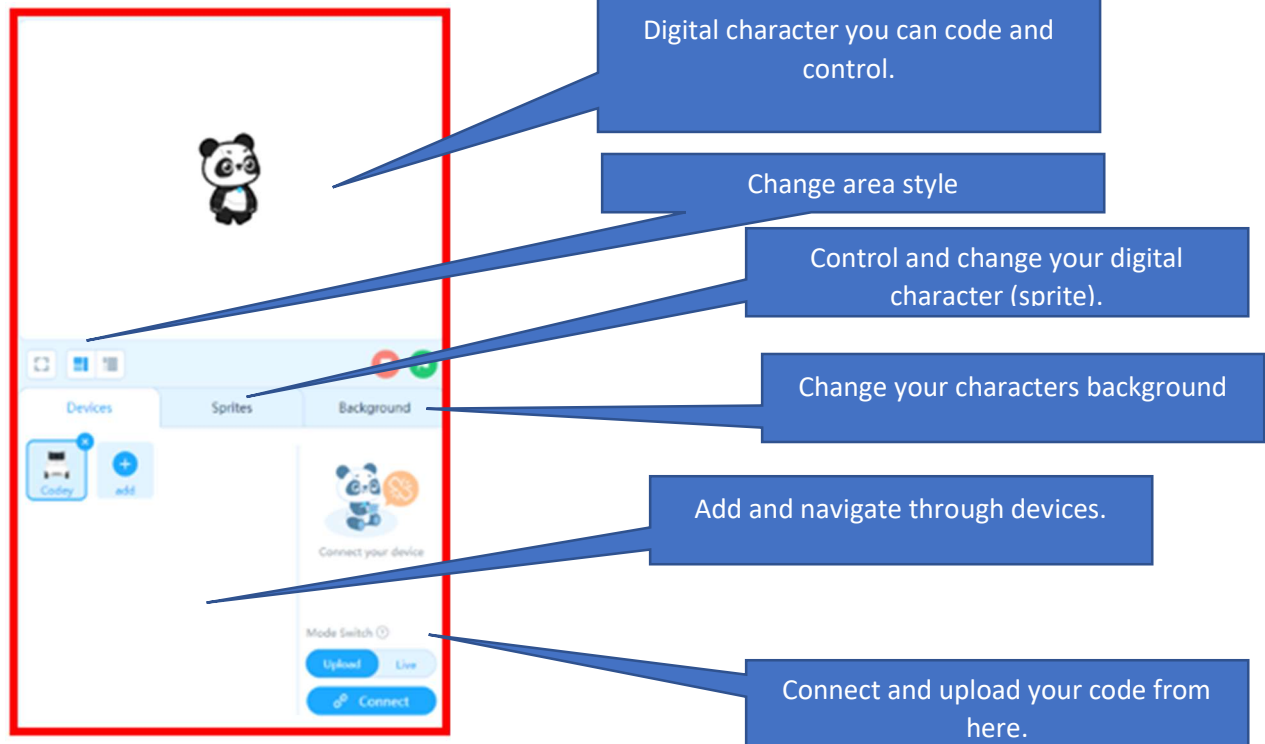 Digital character you can code and
control.
Change area style
Control and change your digital
character (sprite).
Change your characters background
Devices
Sprites
Background
Codey
add
Add and navigate through devices.
Connect your device
Mode Switch ?
Upload
Live
Connect
Connect and upload your code from
here.